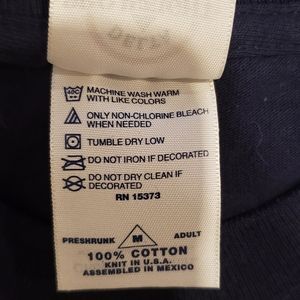 MACHINE WASH WARM
WITH LIKE COLORS
ONLY NON-CHLORINE BLEACH
WHEN NEEDED
TUMBLE DRY LOW
DO NOT IRON IF DECORATED
DO NOT DRY CLEAN IF
DECORATED
RN 15373
PRESHRUNK M ADULT
100% COTTON
KNIT IN U.S.A.
ASSEMBLED IN MEXICO